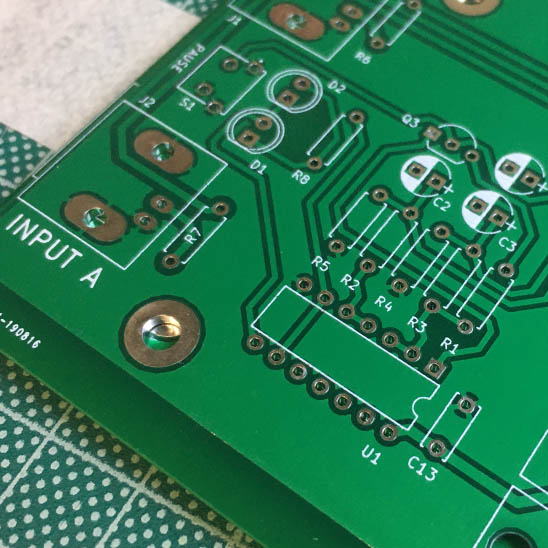 J1
R6
PAUSE
S1
D2
J2
D1
R8
Q3
+
C2
+
C3
+
R7
INPUT A
R5
R2
R4
R3
R1
-190816
U1
C13